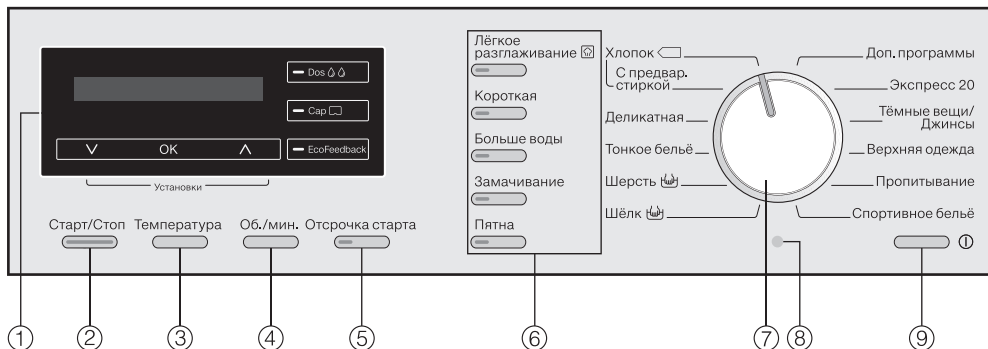 Dos
Cap
EcoFeedback
OK
Установки
Старт/Стоп
Температура
Об./мин.
Отсрочка старта
Лёгкое
разглаживание
Короткая
Больше воды
Замачивание
Пятна
Хлопок
С предвар.
стиркой
Деликатная
Тонкое бельё
Шерсть
Шёлк
Доп. программы
Экспресс 20
Тёмные вещи/
Джинсы
Верхняя одежда
Пропитывание
Спортивное бельё
1
2
3
4
5
6
7
8
9